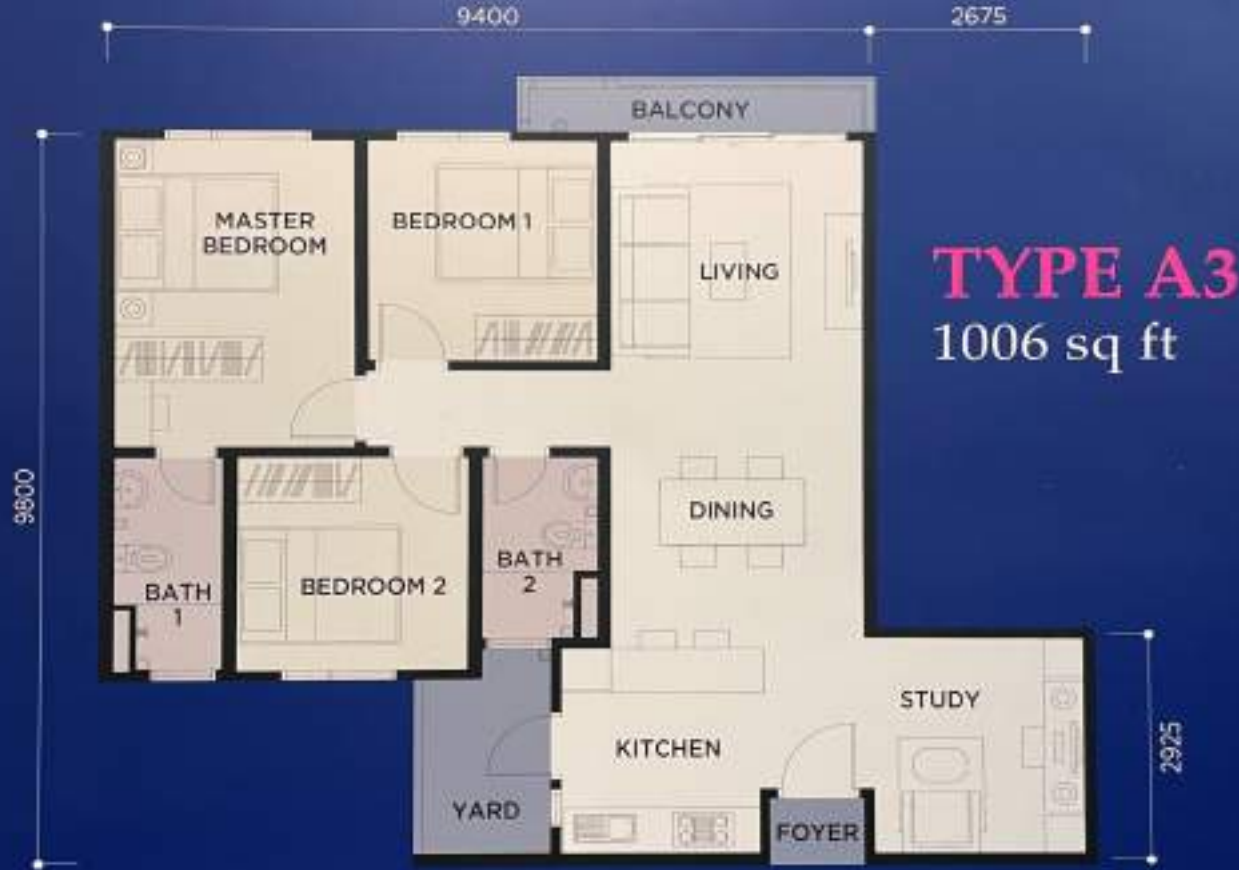 9400
2675
BALCONY
MASTER
BEDROOM
BEDROOM 1
LIVING
TYPE A3
1006 sq ft
9800
DINING
BATH
1
BEDROOM 2
BATH
2
STUDY
KITCHEN
2925
YARD
FOYER